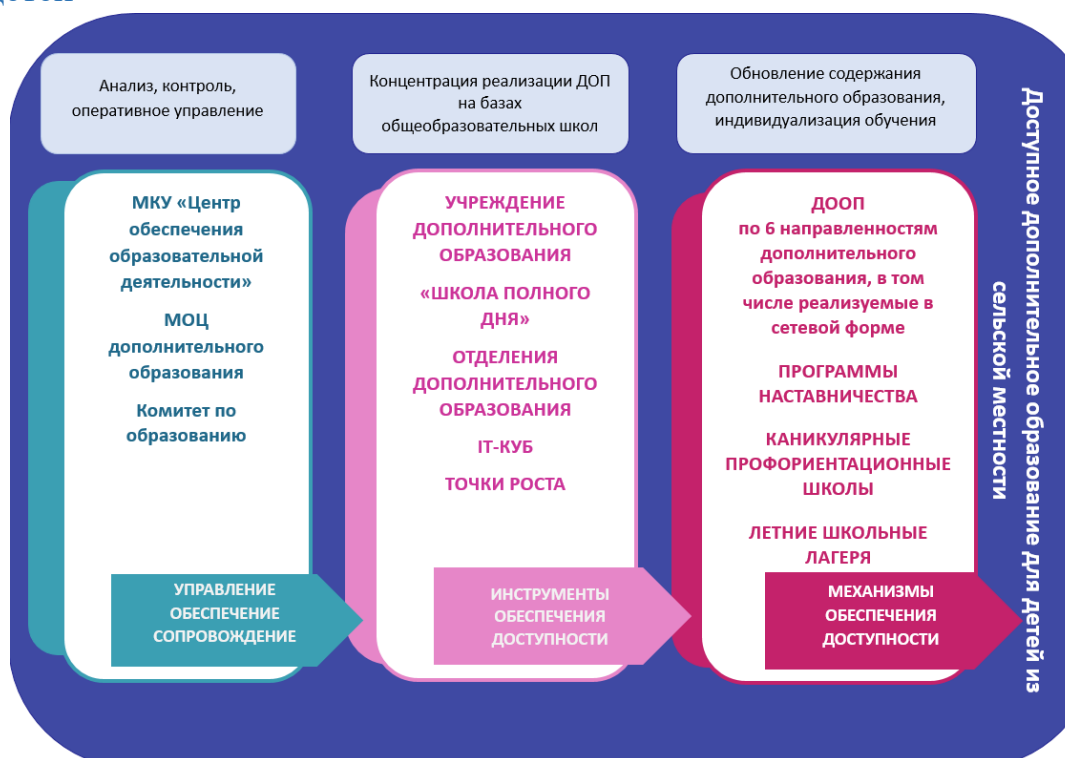 Анализ, контроль,
оперативное управление
Концентрация реализации ДОП
на базах
общеобразовательных школ
Обновление содержания
дополнительного образования,
индивидуализация обучения
МКУ «Центр
обеспечения
образовательной
деятельности»
МОЦ
дополнительного
образования
Комитет по
образованию
УПРАВЛЕНИЕ
ОБЕСПЕЧЕНИЕ
СОПРОВОЖДЕНИЕ
УЧРЕЖДЕНИЕ
ДОПОЛНИТЕЛЬНОГО
ОБРАЗОВАНИЯ
«ШКОЛА ПОЛНОГО
ДНЯ»
ОТДЕЛЕНИЯ
ДОПОЛНИТЕЛЬНОГО
ОБРАЗОВАНИЯ
IT-КУБ
ТОЧКИ РОСТА
ИНСТРУМЕНТЫ
ОБЕСПЕЧЕНИЯ
ДОСТУПНОСТИ
ДООП
по 6 направленностям
дополнительного
образования, в том
числе реализуемые в
сетевой форме
ПРОГРАММЫ
НАСТАВНИЧЕСТВА
КАНИКУЛЯРНЫЕ
ПРОФОРИЕНТАЦИОННЫЕ
ШКОЛЫ
ЛЕТНИЕ ШКОЛЬНЫЕ
ЛАГЕРЯ
МЕХАНИЗМЫ
ОБЕСПЕЧЕНИЯ
ДОСТУПНОСТИ
Доступное дополнительное образование для детей из
сельской местности